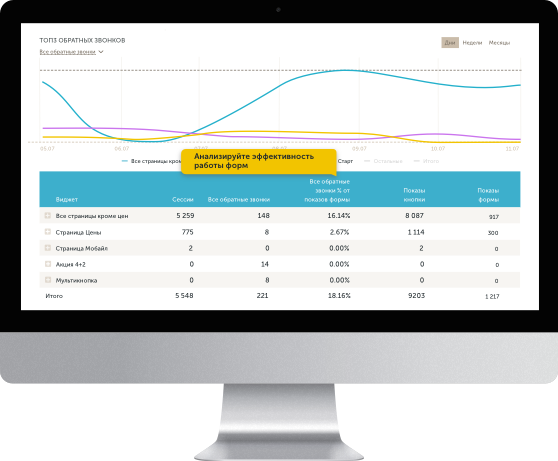 ТОП3 ОБРАТНЫХ ЗВОНКОВ
Дни Недели Месяцы
Все обратные звонки
05.07 06.07 09.07 10.07 11.07
Все страницы кроме Старт Остальные Итого
Анализируйте эффективность
работы форм
Виджет Сессии Все обратные звонки Все обратные звонки % от показов формы Показы кнопки Показы формы
Все страницы кроме цен 5 259 148 16.14% 8 087 917
Страница Цены 775 8 2.67% 1 114 300
Страница Мобайл 2 0 0.00% 2 0
Акция 4+2 0 14 0.00% 0 0
Мультикнопка 0 8 0.00% 0 0
Итого 5 548 221 18.16% 9203 1 217